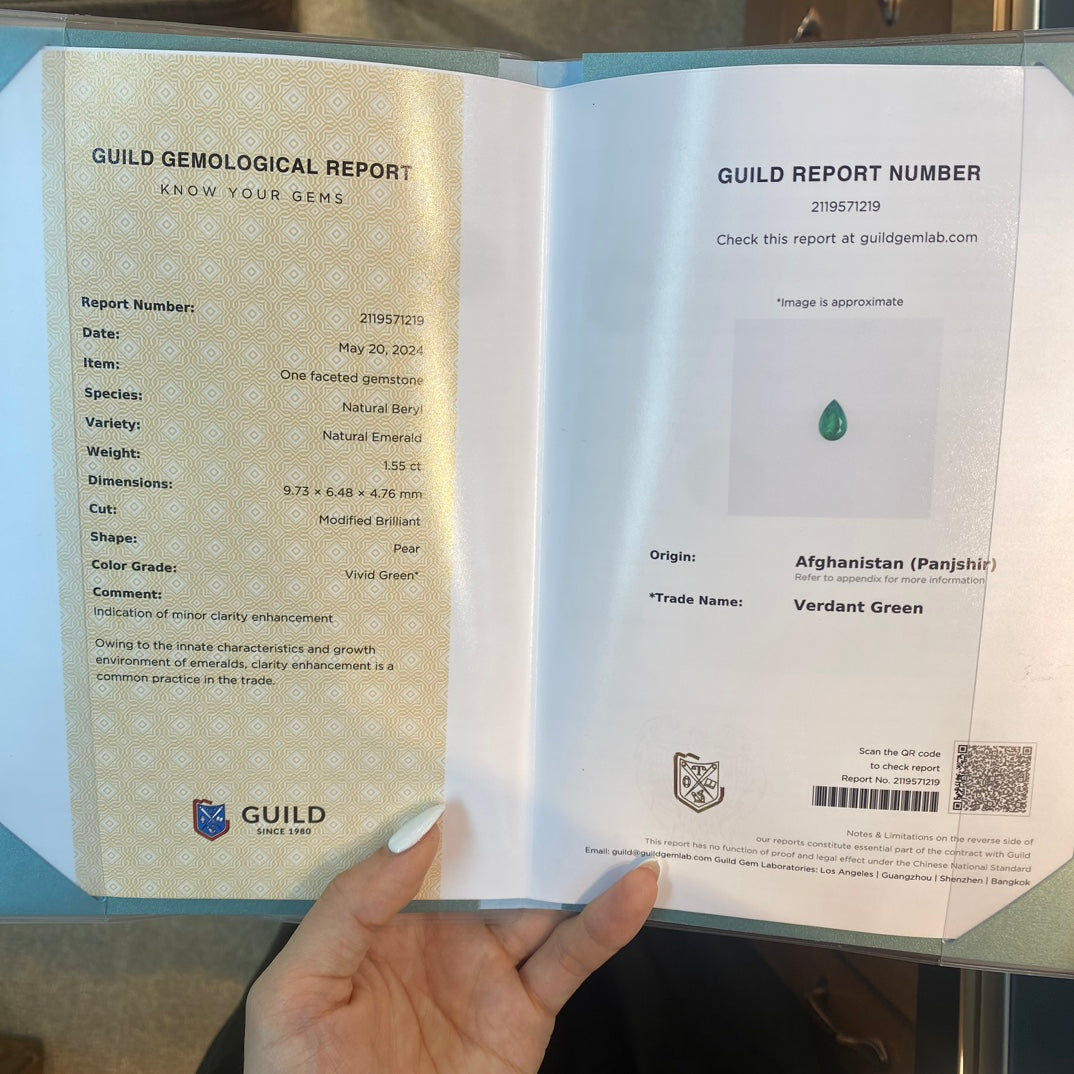 GUILD GEMOLOGICAL REPORT
KNOW YOUR GEMS
Report Number:
2119571219
Date:
May 20, 2024
Item:
One faceted gemstone
Species:
Natural Beryl
Variety:
Natural Emerald
Weight:
1.55 ct
Dimensions:
9.73 × 6.48 × 4.76 mm
Cut:
Modified Brilliant
Shape:
Pear
Color Grade:
Vivid Green*
Comment:
Indication of minor clarity enhancement
Owing to the innate characteristics and growth
environment of emeralds, clarity enhancement is a
common practice in the trade.
GUILD
SINCE 1980
GUILD REPORT NUMBER
2119571219
Check this report at guildgemlab.com
*Image is approximate
Origin:
Afghanistan (Panjshir)
Refer to appendix for more information
*Trade Name:
Verdant Green
Scan the QR code
to check report
Report No. 2119571219
Notes & Limitations on the reverse side of
our reports constitute essential part of the contract with Guild
This report has no function of proof and legal effect under the Chinese National Standard
Email: guild@guildgemlab.com Guild Gem Laboratories: Los Angeles | Guangzhou | Shenzhen | Bangkok